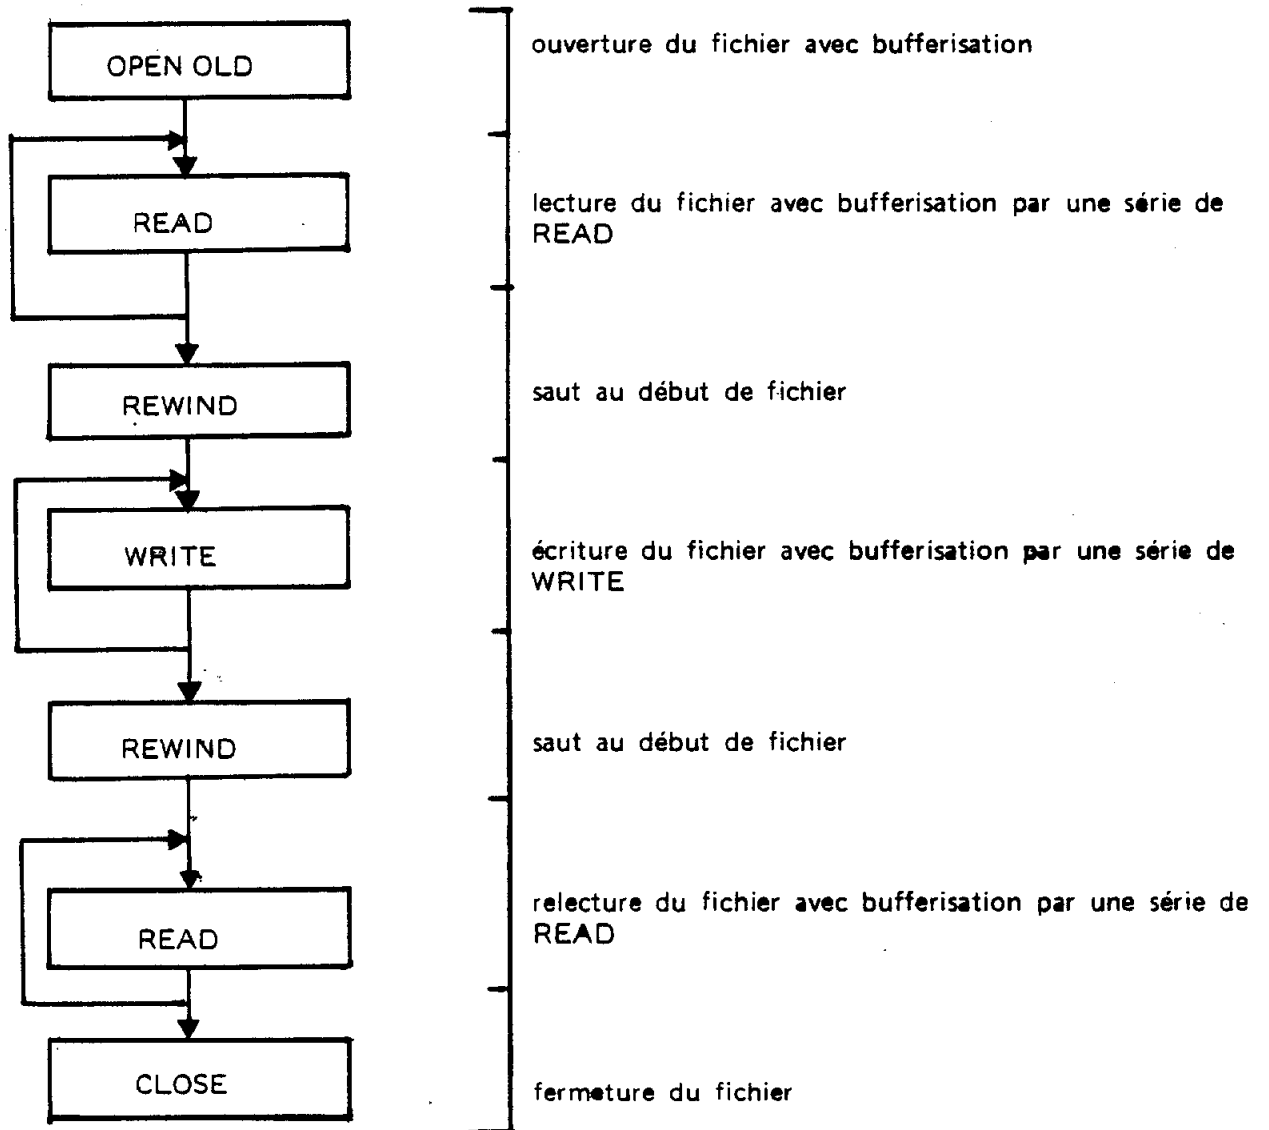 OPEN OLD
ouverture du fichier avec bufferisation
READ
lecture du fichier avec bufferisation par une série de
READ
REWIND
saut au début de fichier
WRITE
écriture du fichier avec bufferisation par une série de
WRITE
REWIND
saut au début de fichier
READ
relecture du fichier avec bufferisation par une série de
READ
CLOSE
fermeture du fichier